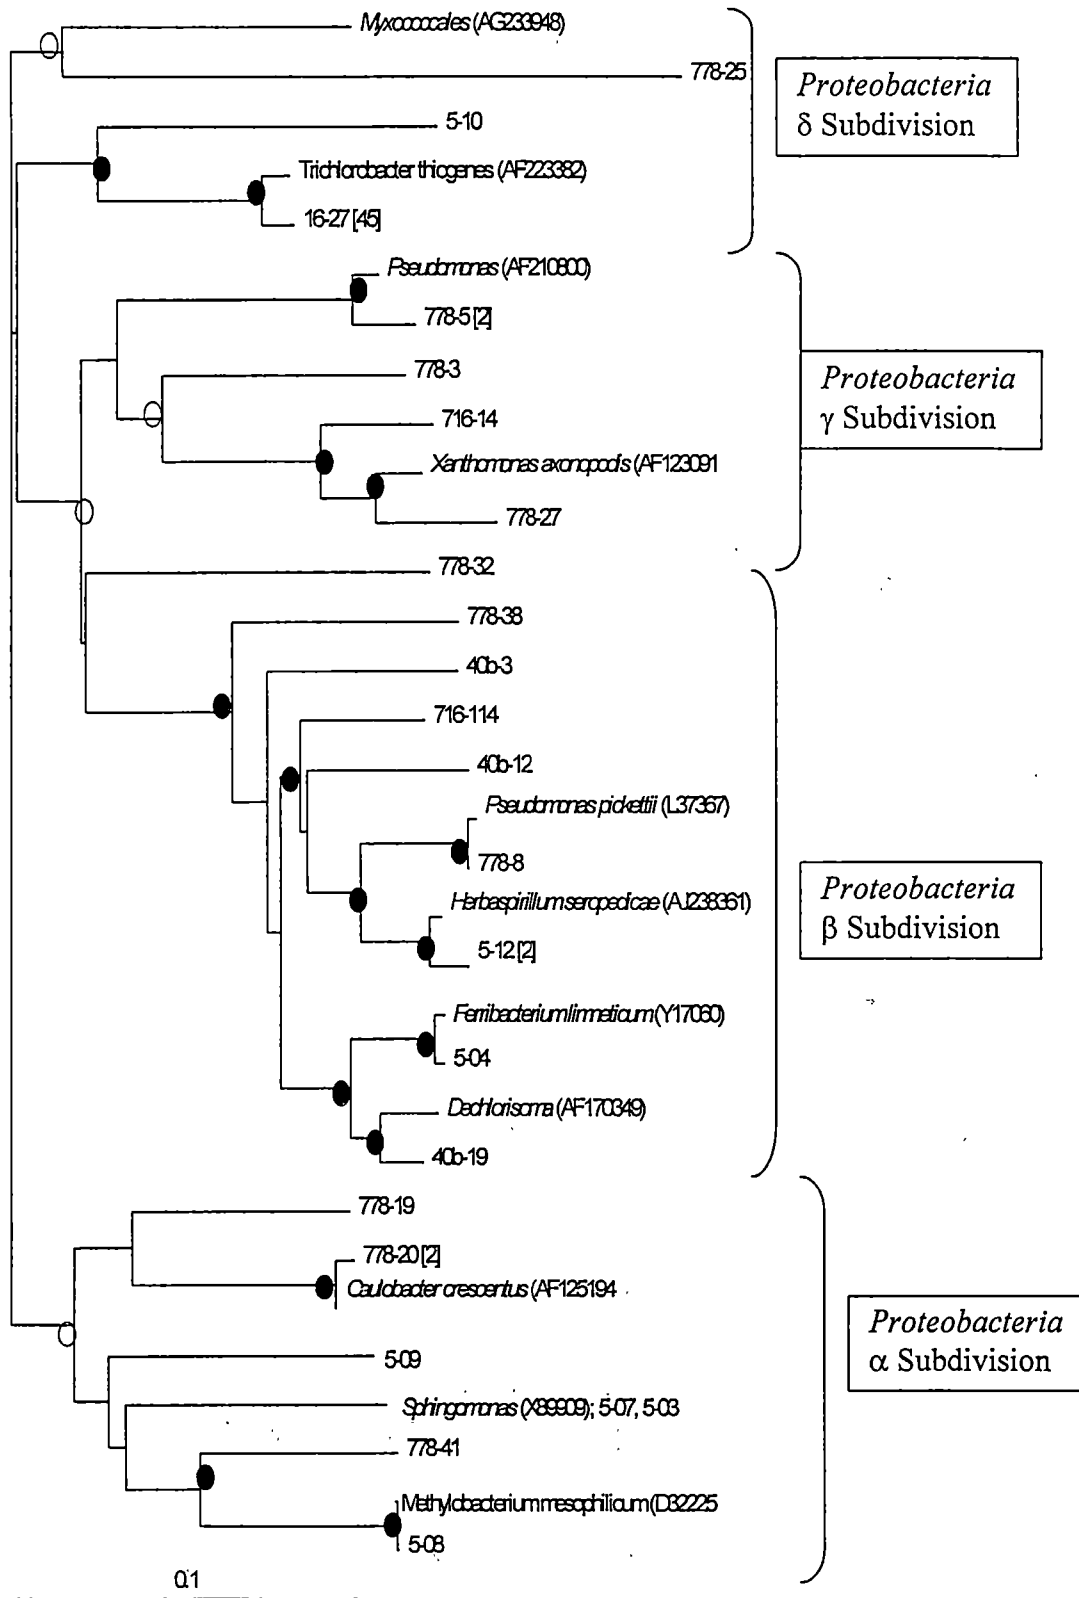 Myxococcales (AG233948)
778-25
Proteobacteria
δ Subdivision
5-10
Trichlorobacter thiogenes (AF223382)
16-27 [45]
Pseudomonas (AF210800)
778-5 [2]
778-3
Proteobacteria
γ Subdivision
716-14
Xanthomonas axonopodis (AF123091
778-27
778-32
778-38
40b-3
716-114
40b-12
Pseudomonas pickettii (L37367)
778-8
Proteobacteria
β Subdivision
Herbaspirillum seropedicae (AJ238361)
5-12 [2]
Ferribacterium limneticum (Y17060)
5-04
Dechlorisoma (AF170349)
40b-19
778-19
778-20 [2]
Caulobacter crescentus (AF125194
Proteobacteria
α Subdivision
5-09
Sphingomonas (X89909); 5-07, 5-03
778-41
Methylobacterium mesophilicum (D32225
5-08
0.1